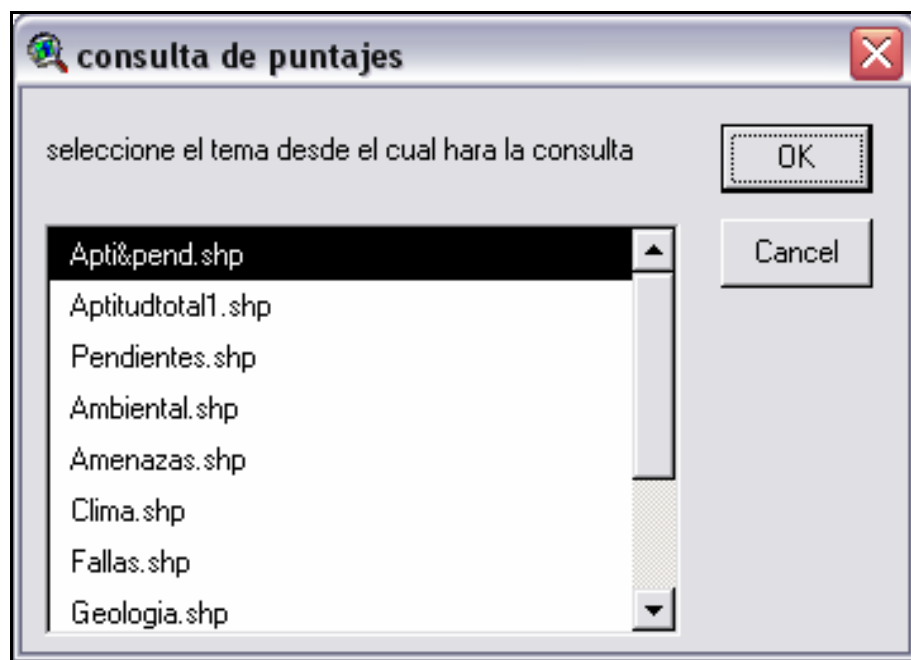 consulta de puntajes
seleccione el tema desde el cual hara la consulta
OK
Cancel
Apti&pend.shp
Aptitudtotal1.shp
Pendientes.shp
Ambiental.shp
Amenazas.shp
Clima.shp
Fallas.shp
Geologia.shp